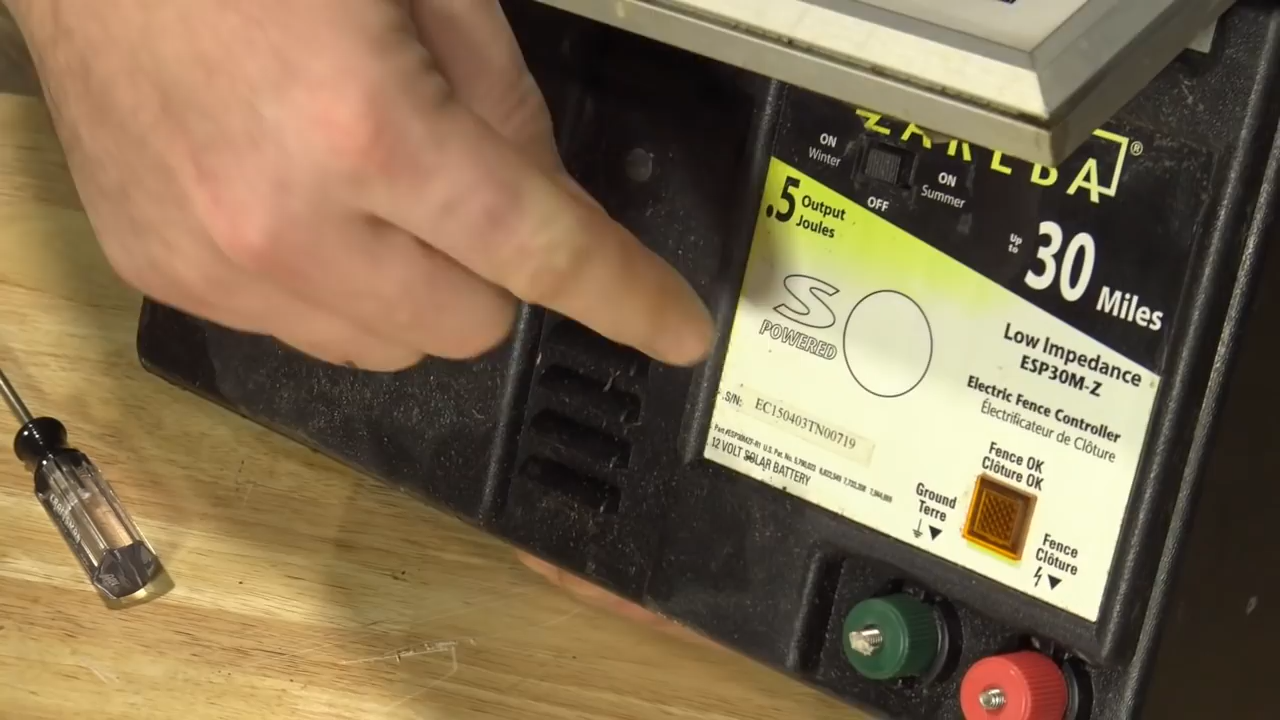 ZAREBA®
ON
Winter
OFF
ON
Summer
.5 Output
Joules
Up
to
30 Miles
S
POWERED
Low Impedance
ESP30M-Z
Electric Fence Controller
Électrificateur de Clôture
S/N: EC150403TN00719
12 VOLT SOLAR BATTERY
Fence OK
Clôture OK
Ground
Terre
Fence
Clôture